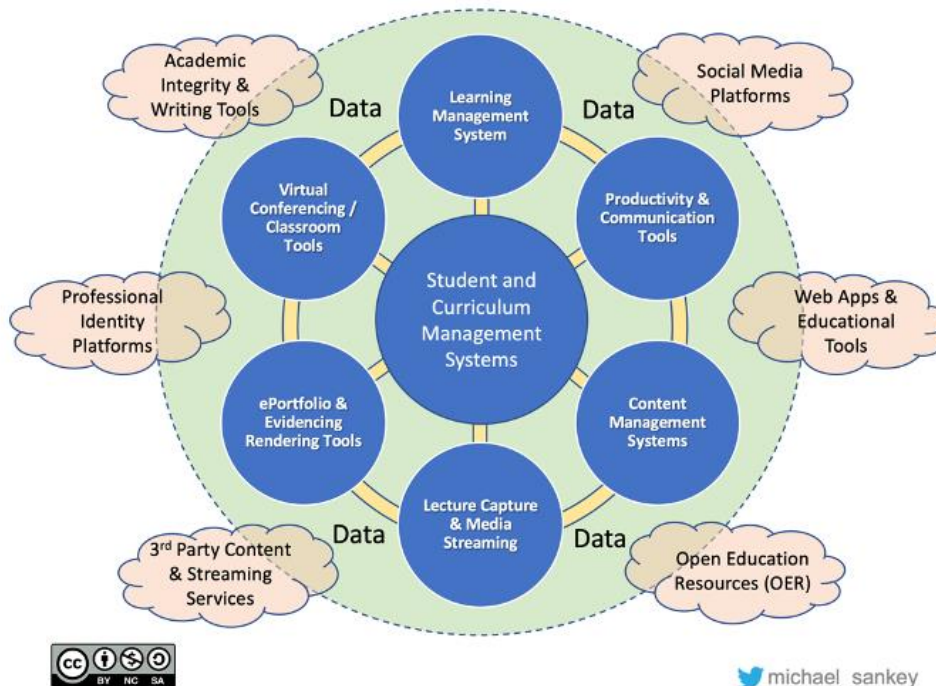 Academic
Integrity &
Writing Tools
Data
Learning
Management
System
Data
Social Media
Platforms
Virtual
Conferencing /
Classroom
Tools
Productivity &
Communication
Tools
Professional
Identity
Platforms
Student and
Curriculum
Management
Systems
Web Apps &
Educational
Tools
ePortfolio &
Evidencing
Rendering Tools
Content
Management
Systems
Lecture Capture
& Media
Streaming
Data
Data
3rd Party Content
& Streaming
Services
Open Education
Resources (OER)
cc
BY NC SA
michael_sankey